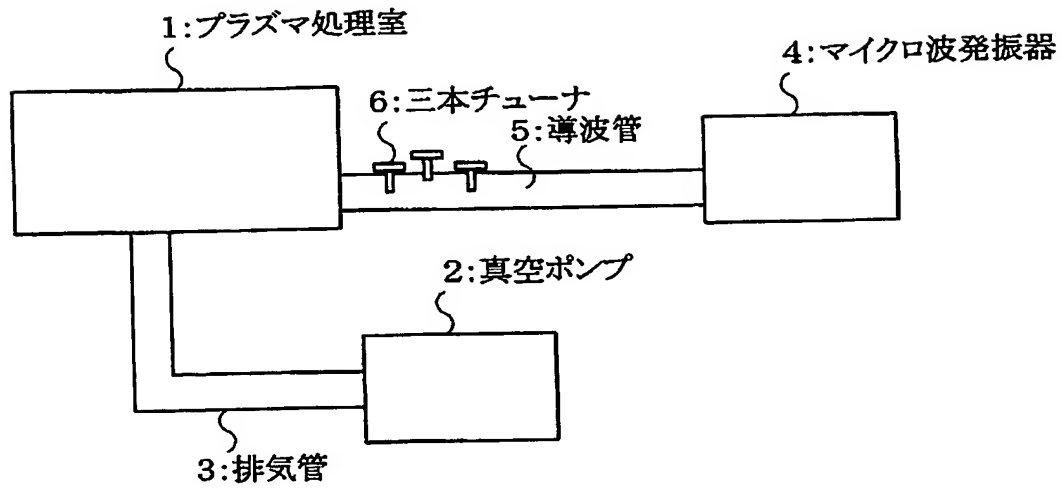 1:プラズマ処理室
4:マイクロ波発振器
6:三本チューナ
5:導波管
2:真空ポンプ
3:排気管